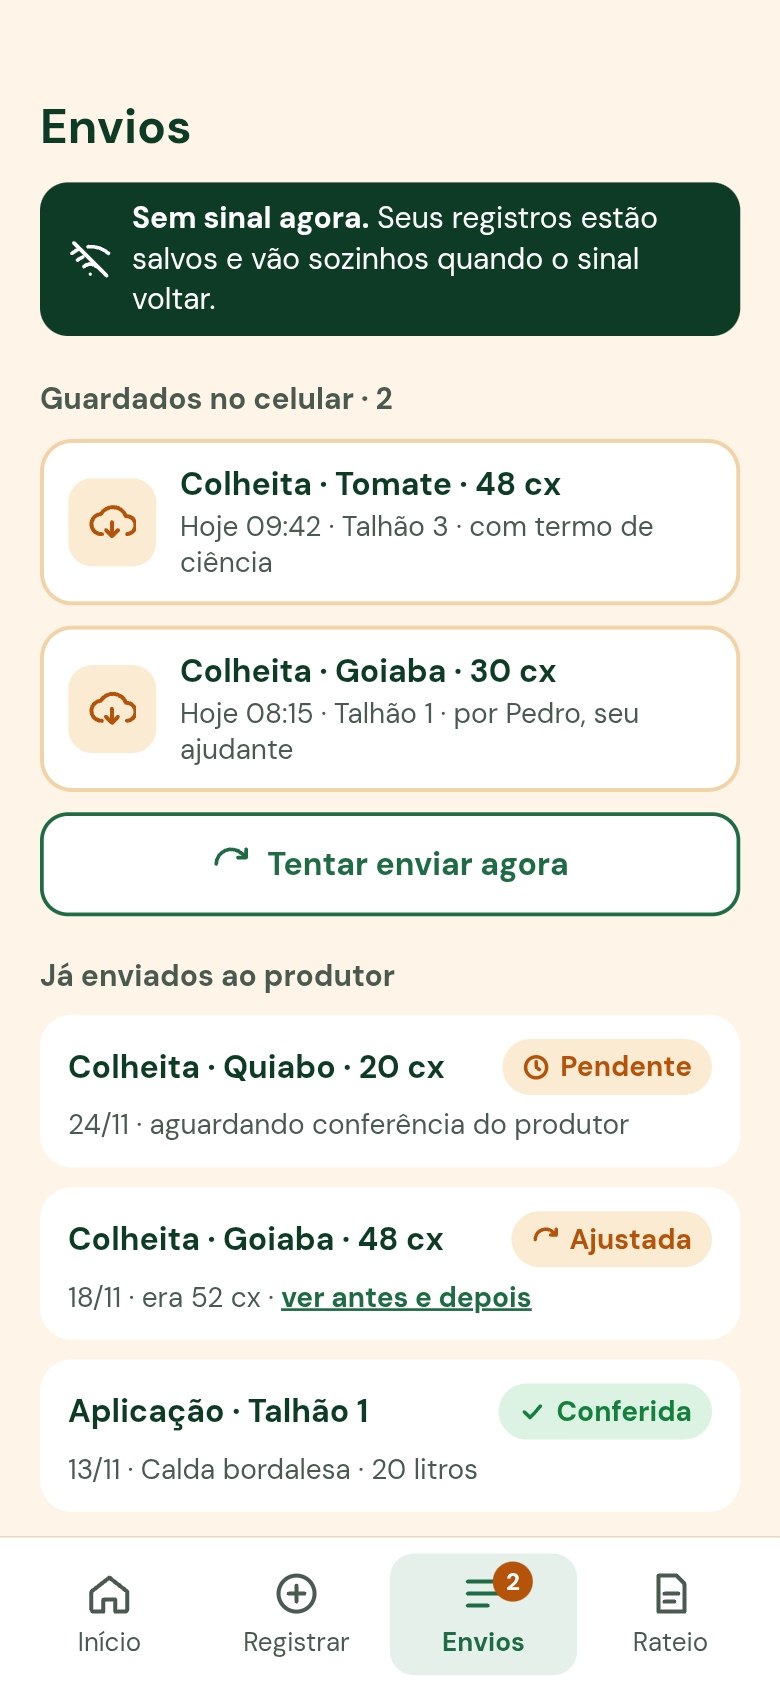 Envios
Sem sinal agora. Seus registros estão
salvos e vão sozinhos quando o sinal
voltar.
Guardados no celular · 2
Colheita · Tomate · 48 cx
Hoje 09:42 · Talhão 3 · com termo de
ciência
Colheita · Goiaba · 30 cx
Hoje 08:15 · Talhão 1 · por Pedro, seu
ajudante
Tentar enviar agora
Já enviados ao produtor
Colheita · Quiabo · 20 cx
Pendente
24/11 · aguardando conferência do produtor
Colheita · Goiaba · 48 cx
Ajustada
18/11 · era 52 cx · ver antes e depois
Aplicação · Talhão 1
Conferida
13/11 · Calda bordalesa · 20 litros
2
Início
Registrar
Envios
Rateio